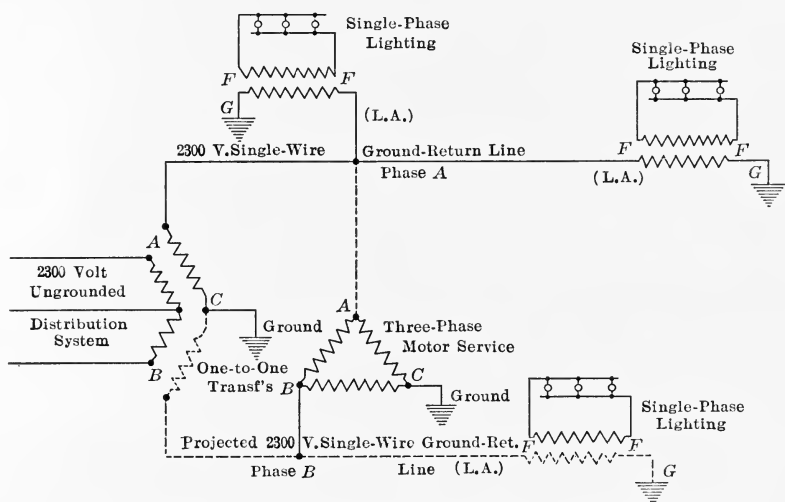 Single-Phase
Lighting
F
F
G
(L.A.)
Single-Phase
Lighting
F
F
(L.A.)
G
2300 V.Single-Wire
Ground-Return Line
Phase A
A
2300 Volt
Ungrounded
C
Distribution
System
Ground
B
One-to-One
Transf's
A
Three-Phase
Motor Service
B
C
Ground
Single-Phase
Lighting
F
F
Projected 2300 V.Single-Wire Ground-Ret.
Phase B
Line
(L.A.)
G